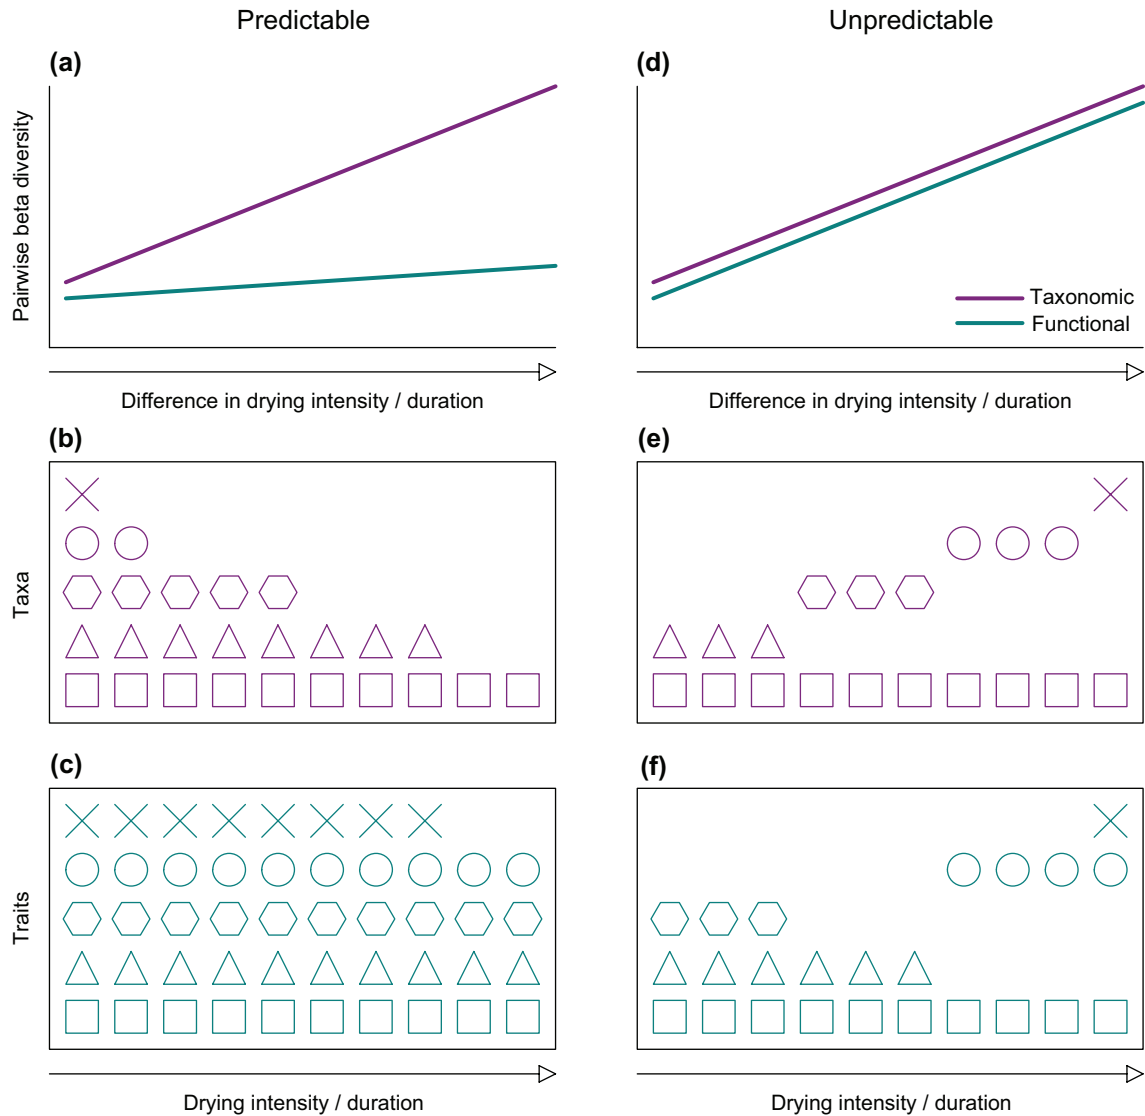 Predictable
Unpredictable
(a)
(d)
Pairwise beta diversity
Taxonomic
Functional
Difference in drying intensity / duration
Difference in drying intensity / duration
(b)
(e)
Taxa
(c)
(f)
Traits
Drying intensity / duration
Drying intensity / duration